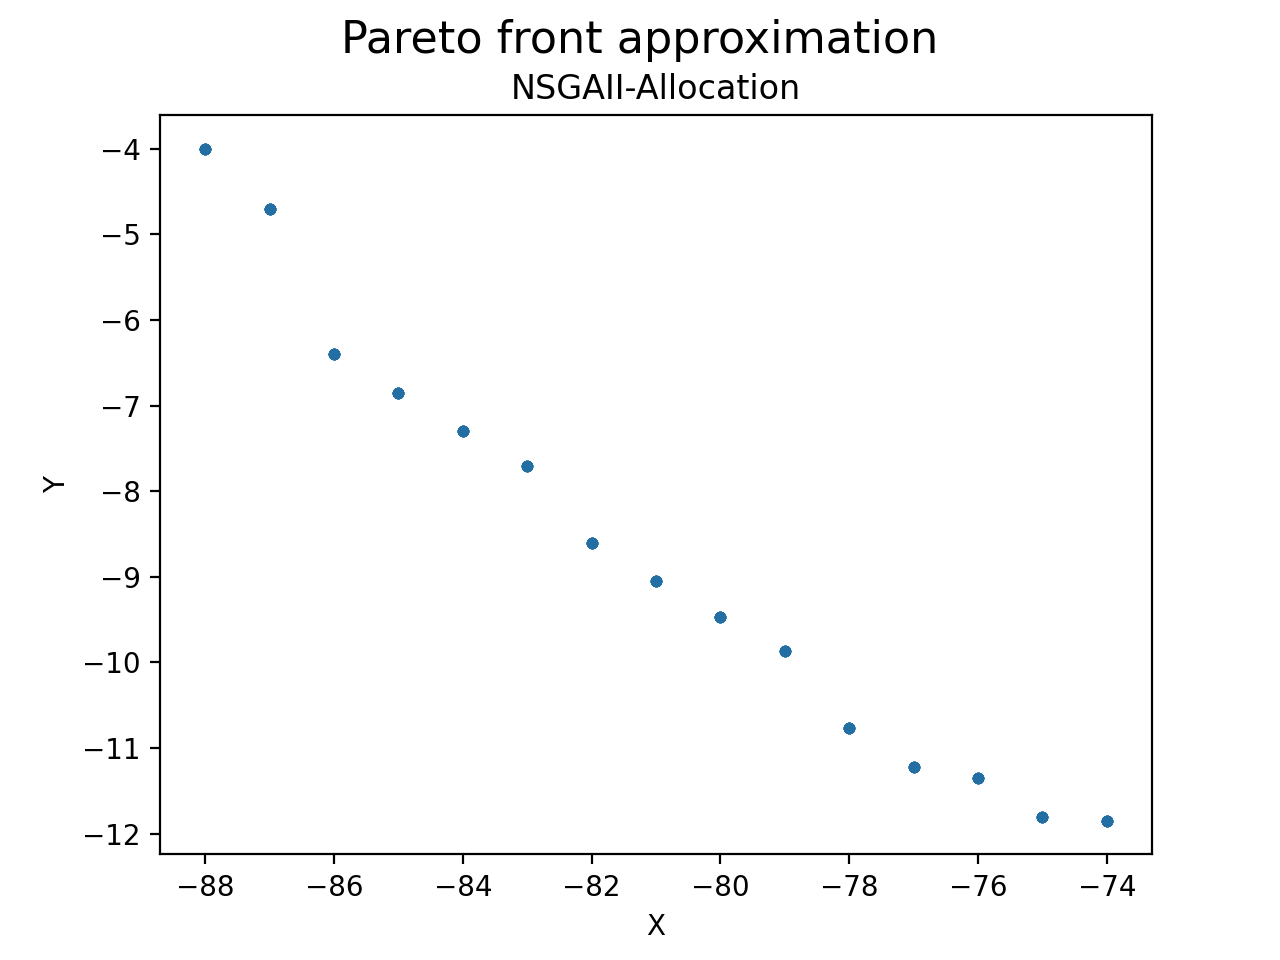 Pareto front approximation
NSGAII-Allocation
−4
−5
−6
−7
−8
−9
−10
−11
−12
Y
−88 −86 −84 −82 −80 −78 −76 −74
X